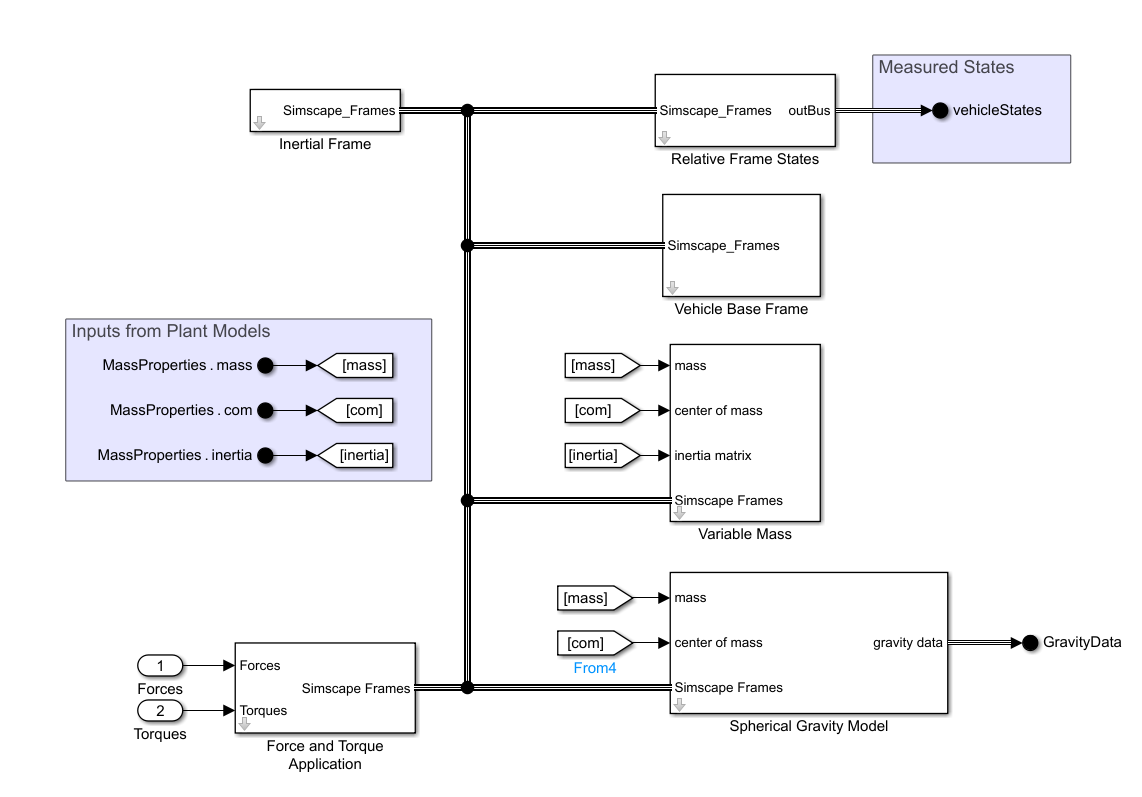 Measured States
Simscape_Frames
Inertial Frame
Simscape_Frames outBus
Relative Frame States
vehicleStates
Simscape_Frames
Vehicle Base Frame
Inputs from Plant Models
MassProperties . mass [mass]
MassProperties . com [com]
MassProperties . inertia [inertia]
[mass] mass
[com] center of mass
[inertia] inertia matrix
Simscape Frames
Variable Mass
[mass] mass
[com] center of mass
From4
gravity data
GravityData
Simscape Frames
Spherical Gravity Model
1 Forces
Forces
2 Torques
Torques
Simscape Frames
Force and Torque
Application